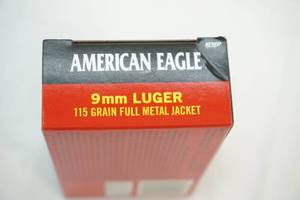 AMERICAN EAGLE
9mm LUGER
115 GRAIN FULL METAL JACKET